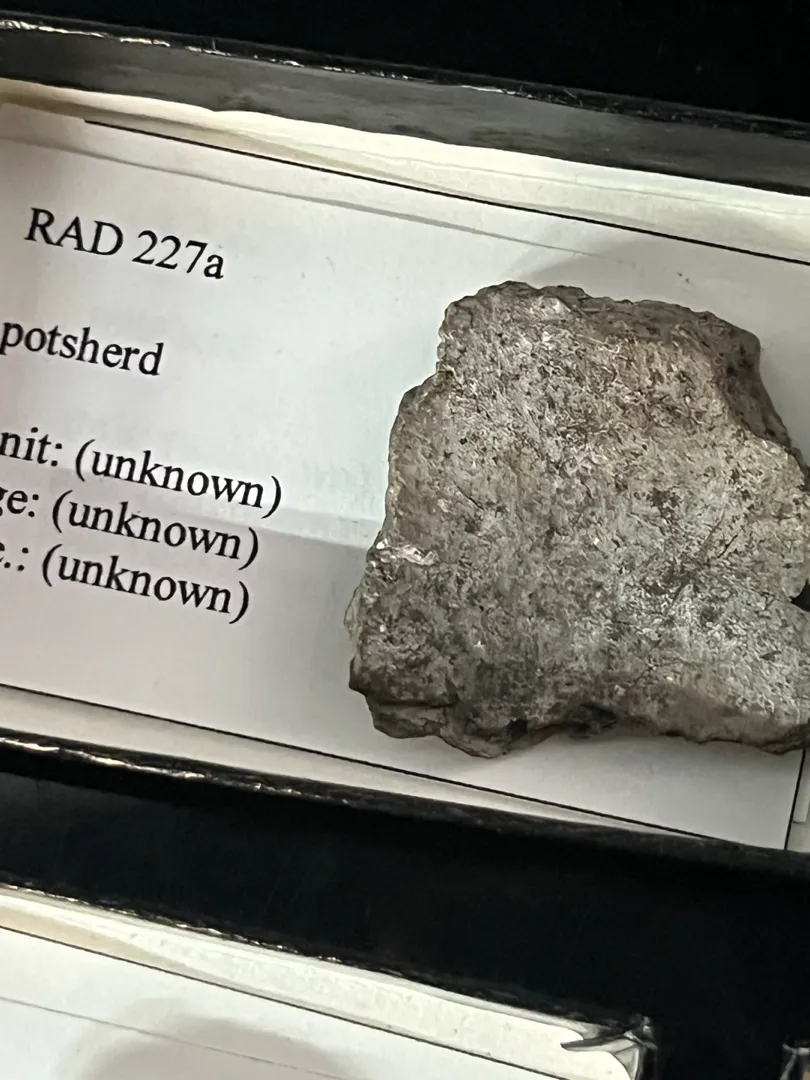 RAD 227a
potsherd
nit: (unknown)
ge: (unknown)
e.: (unknown)